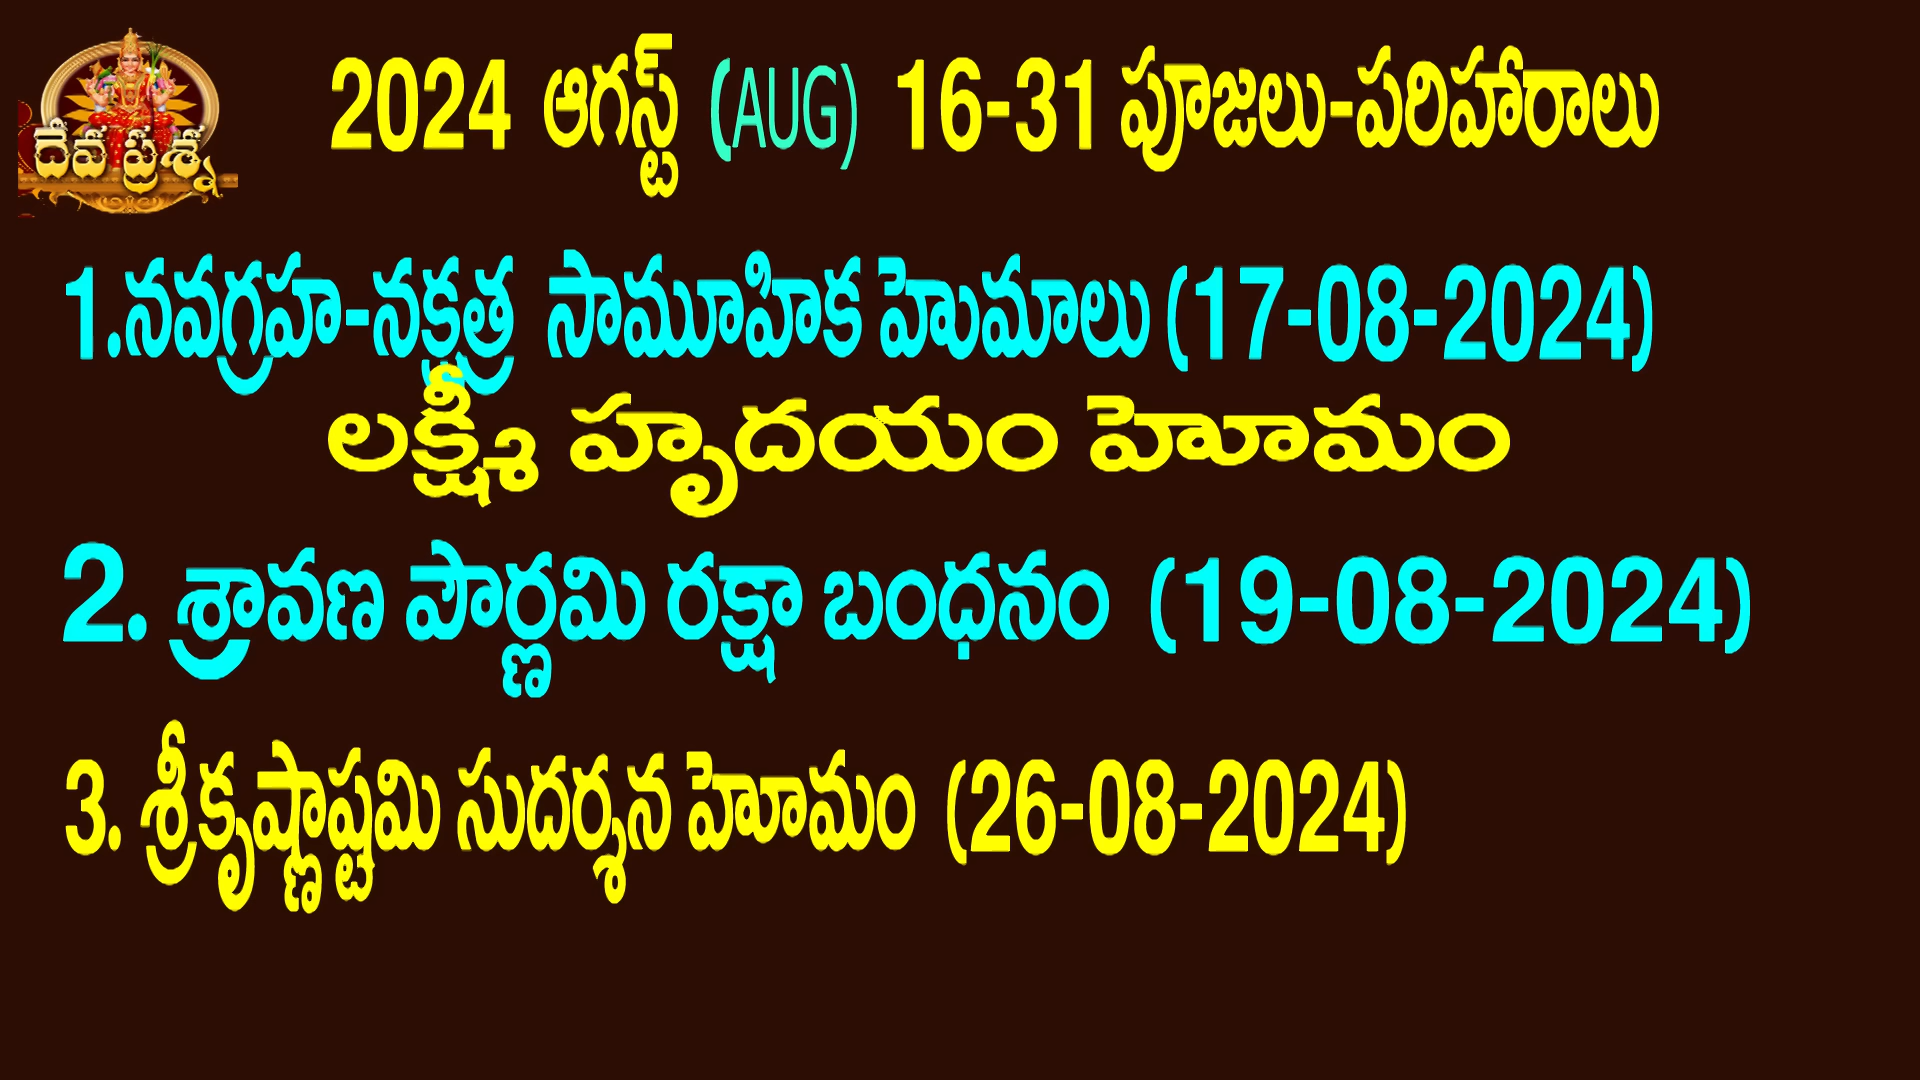 దేవ ప్రశ్న
2024 ఆగస్ట్ (AUG) 16-31 పూజలు-పరిహారాలు
1.నవగ్రహ-నక్షత్ర సామూహిక హెుమాలు (17-08-2024)
లక్ష్మీ హృదయం హెూమం
2. శ్రావణ పౌర్ణమి రక్షా బంధనం (19-08-2024)
3. శ్రీకృష్ణాష్టమి సుదర్శన హెూమం (26-08-2024)